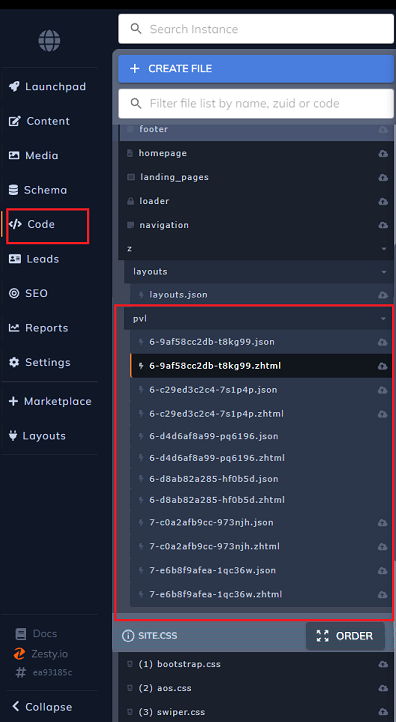 Search Instance
CREATE FILE
Filter file list by name, zuid or code
Launchpad
Content
Media
Schema
Code
Leads
SEO
Reports
Settings
Marketplace
Layouts
footer
homepage
landing_pages
loader
navigation
z
layouts
layouts.json
pvl
6-9af58cc2db-t8kg99.json
6-9af58cc2db-t8kg99.zhtml
6-c29ed3c2c4-7s1p4p.json
6-c29ed3c2c4-7s1p4p.zhtml
6-d4d6af8a99-pq6196.json
6-d4d6af8a99-pq6196.zhtml
6-d8ab82a285-hf0b5d.json
6-d8ab82a285-hf0b5d.zhtml
7-c0a2afb9cc-973njh.json
7-c0a2afb9cc-973njh.zhtml
7-e6b8f9afea-1qc36w.json
7-e6b8f9afea-1qc36w.zhtml
SITE.CSS
ORDER
(1) bootstrap.css
(2) aos.css
(3) swiper.css
Docs
Zesty.io
# ea93185c
Collapse